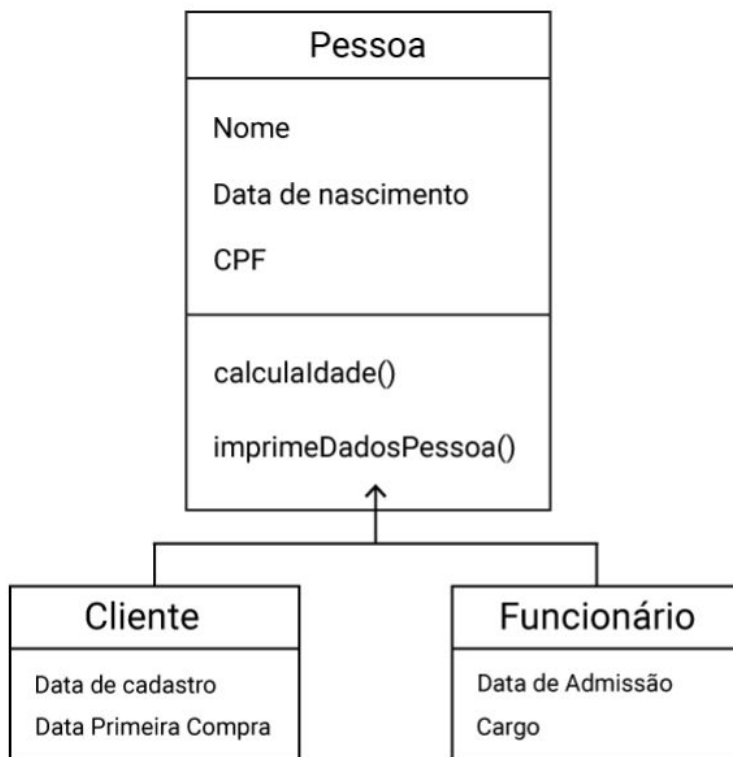 Pessoa
Nome
Data de nascimento
CPF
calculaIdade()
imprimeDadosPessoa()
Cliente
Data de cadastro
Data Primeira Compra
Funcionário
Data de Admissão
Cargo